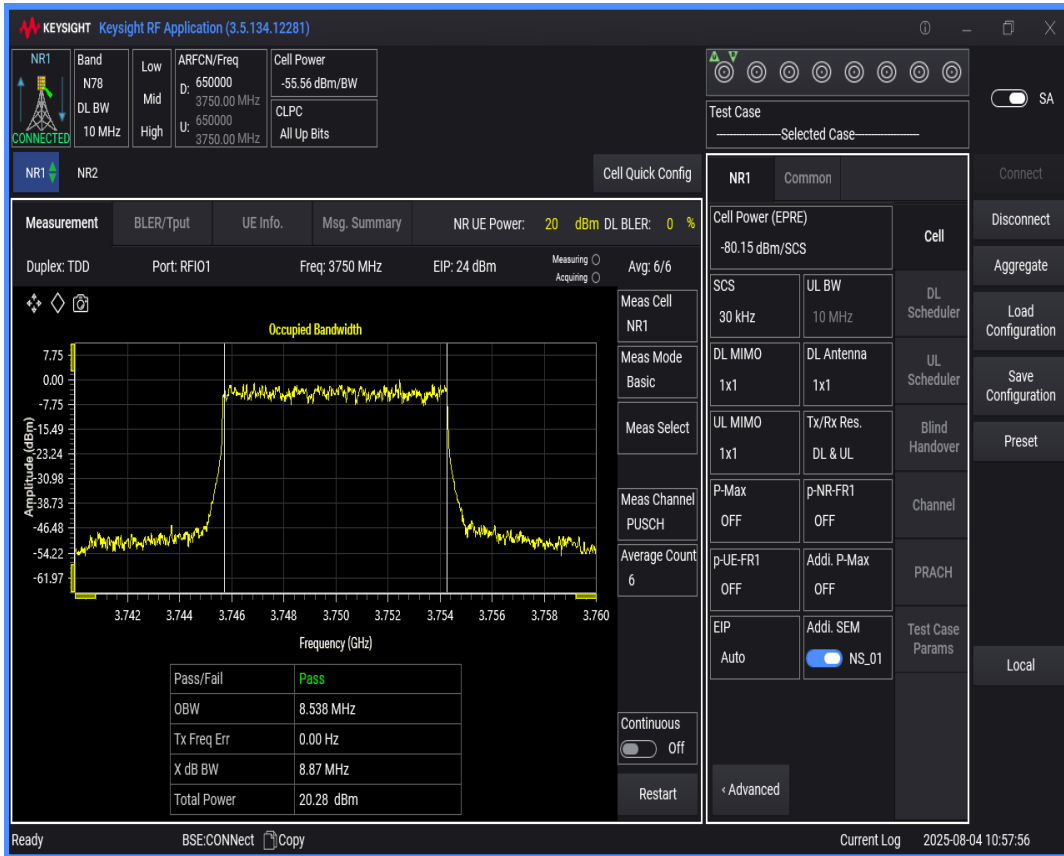 KEYSIGHT Keysight RF Application (3.5.134.12281)
NR1
CONNECTED
Band
N78
DL BW
10 MHz
Low
Mid
High
ARFCN/Freq
D: 650000
3750.00 MHz
U: 650000
3750.00 MHz
Cell Power
-55.56 dBm/BW
CLPC
All Up Bits
Test Case
--------------------Selected Case--------------------
SA
NR1
NR2
Cell Quick Config
NR1
Common
Connect
Disconnect
Aggregate
Load
Configuration
Save
Configuration
Preset
Local
Measurement
BLER/Tput
UE Info.
Msg. Summary
NR UE Power: 20 dBm DL BLER: 0 %
Duplex: TDD
Port: RFIO1
Freq: 3750 MHz
EIP: 24 dBm
Measuring
Acquiring
Avg: 6/6
Occupied Bandwidth
Amplitude (dBm)
7.75
0.00
-7.75
-15.49
-23.24
-30.98
-38.73
-46.48
-54.22
-61.97
3.742 3.744 3.746 3.748 3.750 3.752 3.754 3.756 3.758 3.760
Frequency (GHz)
Pass/Fail Pass
OBW 8.538 MHz
Tx Freq Err 0.00 Hz
X dB BW 8.87 MHz
Total Power 20.28 dBm
Meas Cell
NR1
Meas Mode
Basic
Meas Select
Meas Channel
PUSCH
Average Count
6
Continuous
Off
Restart
Cell Power (EPRE)
-80.15 dBm/SCS
SCS
30 kHz
UL BW
10 MHz
DL MIMO
1x1
DL Antenna
1x1
UL MIMO
1x1
Tx/Rx Res.
DL & UL
P-Max
OFF
p-NR-FR1
OFF
p-UE-FR1
OFF
Addi. P-Max
OFF
EIP
Auto
Addi. SEM
NS_01
‹ Advanced
Cell
DL
Scheduler
UL
Scheduler
Blind
Handover
Channel
PRACH
Test Case
Params
Ready
BSE:CONNect
Copy
Current Log
2025-08-04 10:57:56